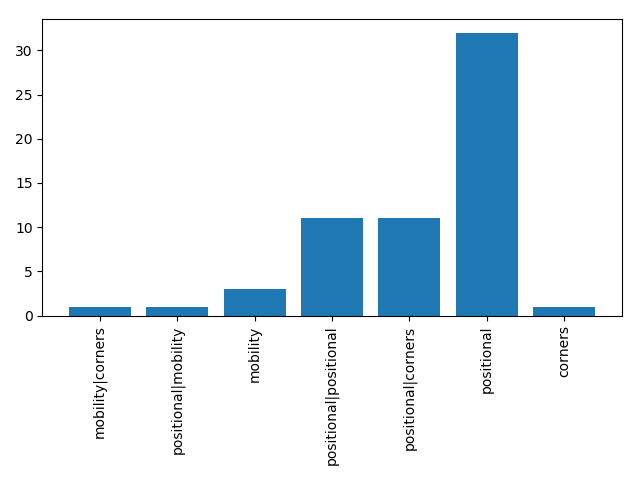 30
25
20
15
10
5
0
mobility|corners
positional|mobility
mobility
positional|positional
positional|corners
positional
corners